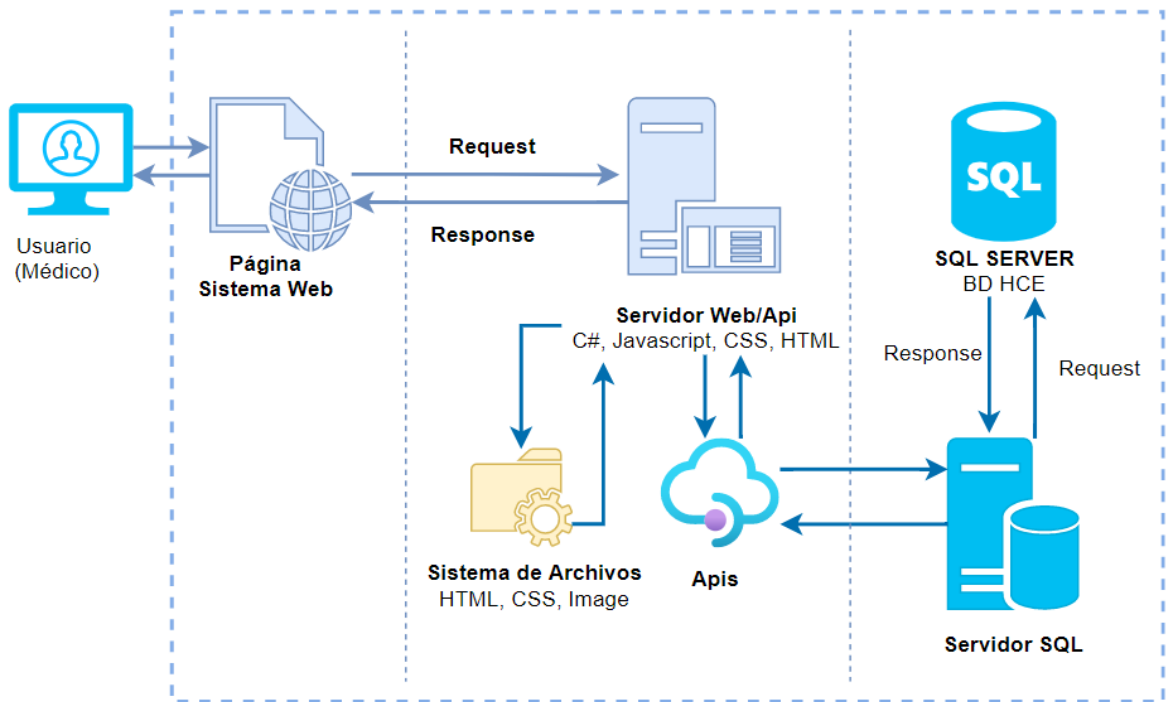 Usuario
(Médico)
Página
Sistema Web
Request
Response
Servidor Web/Api
C#, Javascript, CSS, HTML
Sistema de Archivos
HTML, CSS, Image
Apis
SQL
SQL SERVER
BD HCE
Response
Request
Servidor SQL